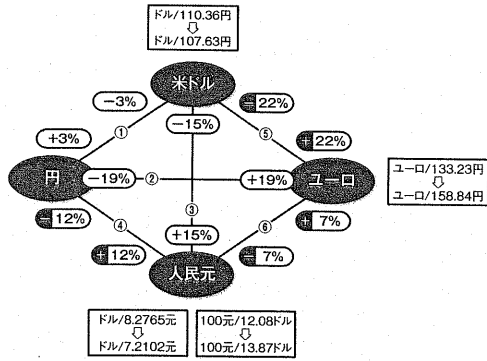 ドル/110.36円
⇩
ドル/107.63円
米ドル
−3%
−22%
−15%
①
⑤
+3%
+22%
円
−19%
②
+19%
ユーロ
ユーロ/133.23円
⇩
ユーロ/158.84円
−12%
④
③
⑥
+7%
+15%
+12%
−7%
人民元
ドル/8.2765元
⇩
ドル/7.2102元
100元/12.08ドル
⇩
100元/13.87ドル